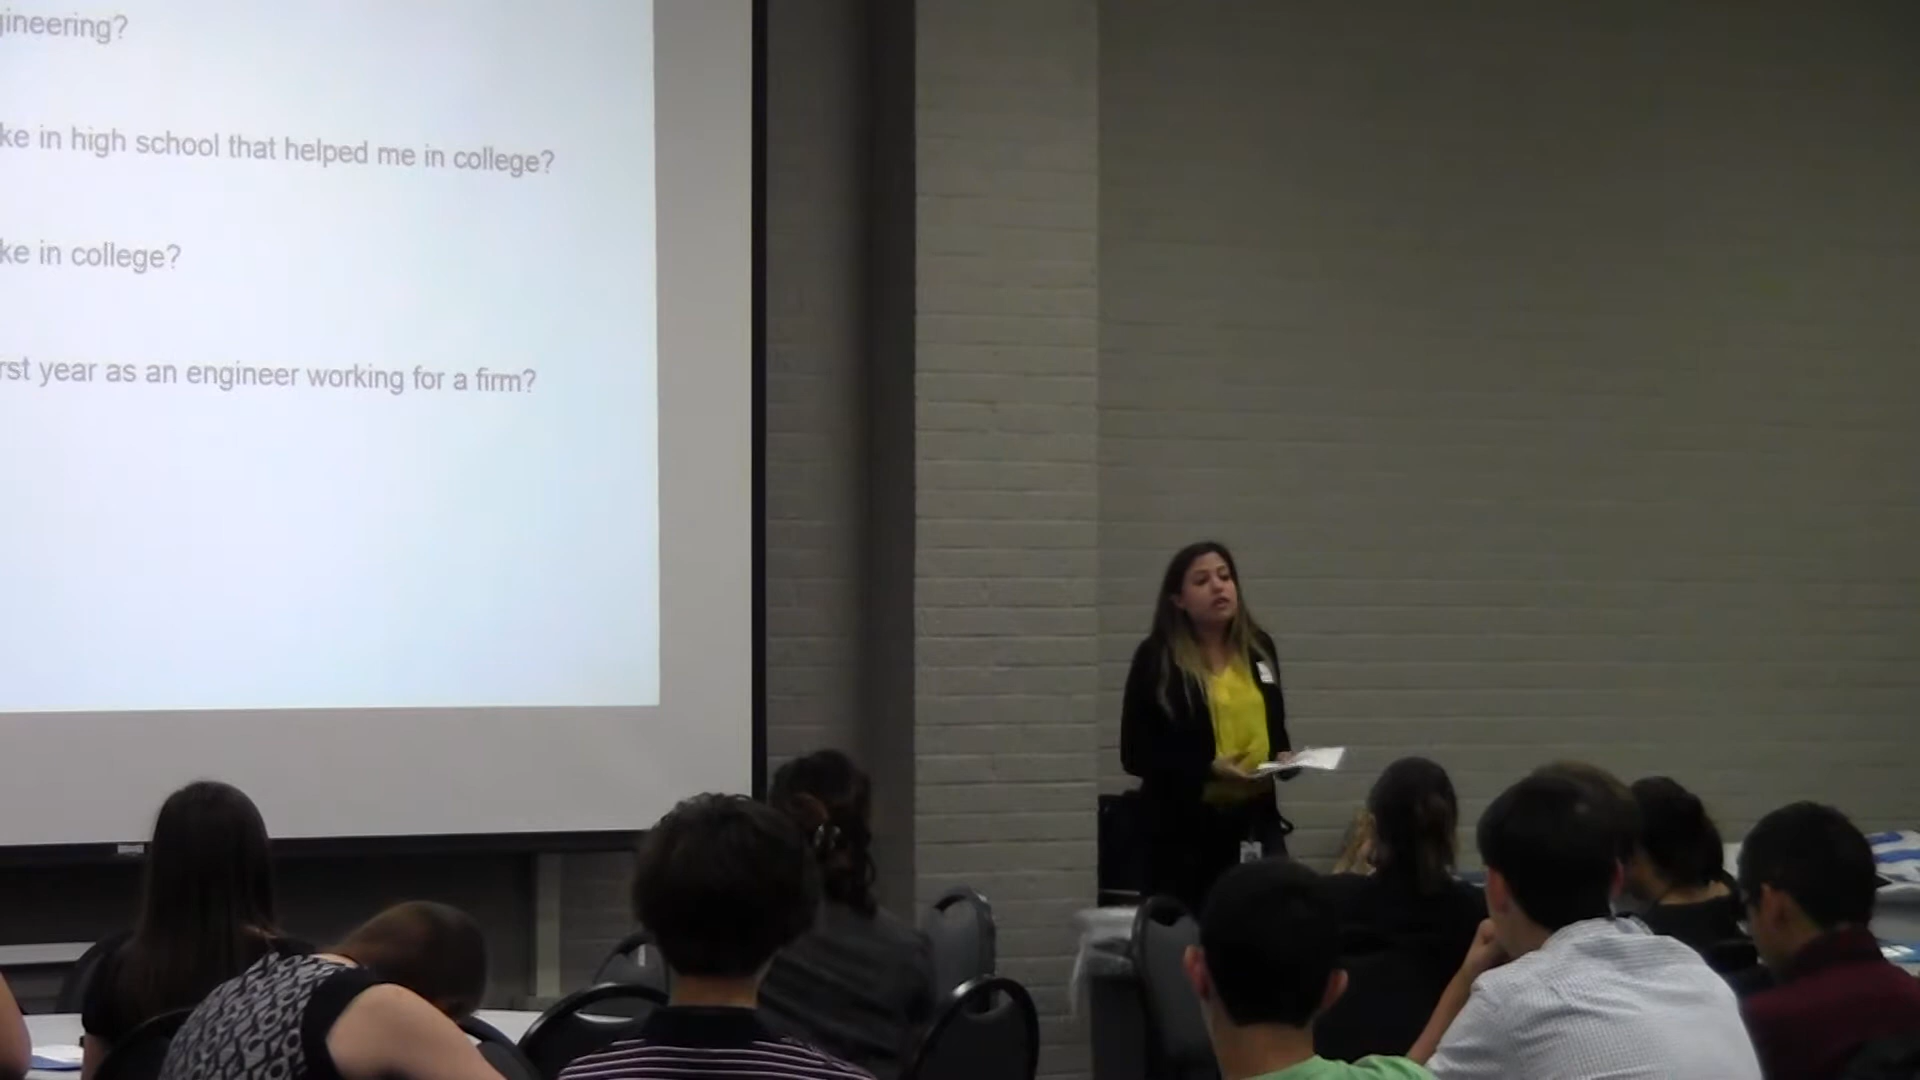 gineering?
ke in high school that helped me in college?
ke in college?
rst year as an engineer working for a firm?